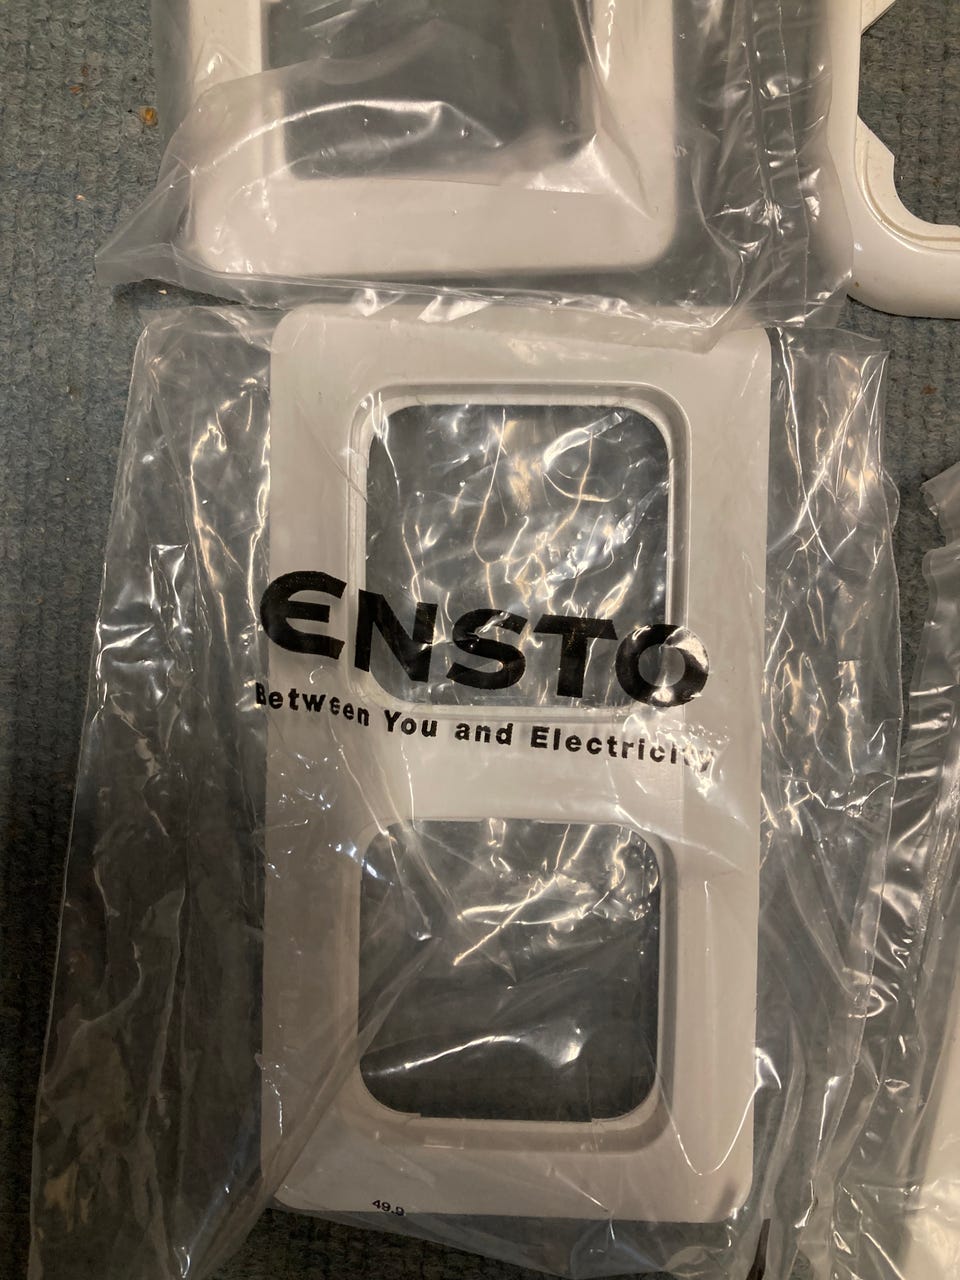 ENSTO
Between You and Electricity
49.9